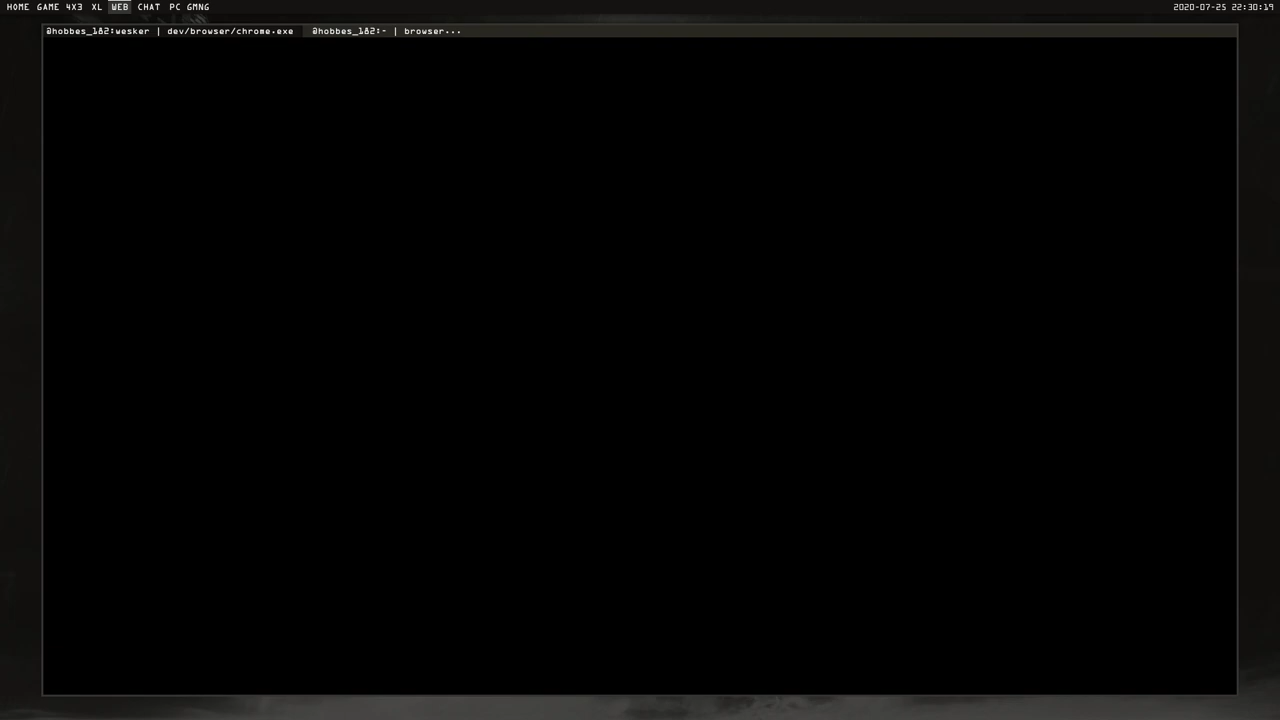 HOME GAME 4X3 XL WEB CHAT PC GMNG 2020-07-25 22:30:19
@hobbes_182:wesker | dev/browser/chrome.exe @hobbes_182:~ | browser...